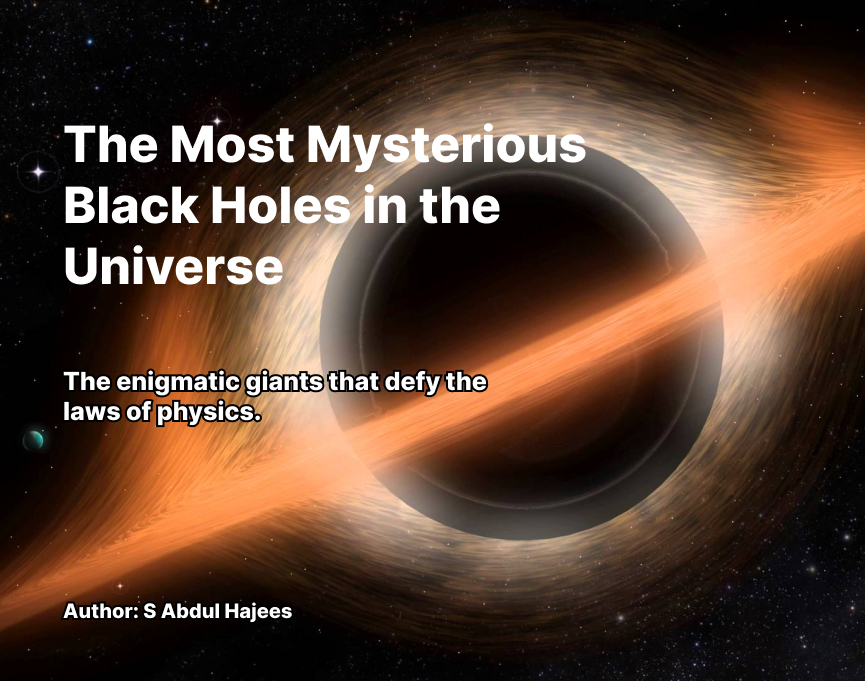 The Most Mysterious
Black Holes in the
Universe
The enigmatic giants that defy the
laws of physics.
Author: S Abdul Hajees